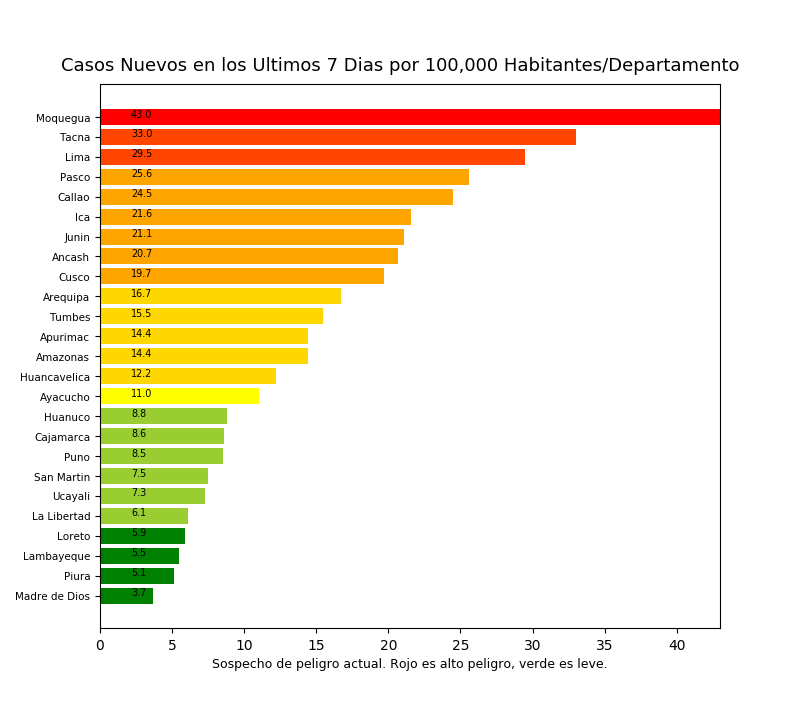 Casos Nuevos en los Ultimos 7 Dias por 100,000 Habitantes/Departamento
Moquegua 43.0
Tacna 33.0
Lima 29.5
Pasco 25.6
Callao 24.5
Ica 21.6
Junin 21.1
Ancash 20.7
Cusco 19.7
Arequipa 16.7
Tumbes 15.5
Apurimac 14.4
Amazonas 14.4
Huancavelica 12.2
Ayacucho 11.0
Huanuco 8.8
Cajamarca 8.6
Puno 8.5
San Martin 7.5
Ucayali 7.3
La Libertad 6.1
Loreto 5.9
Lambayeque 5.5
Piura 5.1
Madre de Dios 3.7
0 5 10 15 20 25 30 35 40
Sospecho de peligro actual. Rojo es alto peligro, verde es leve.